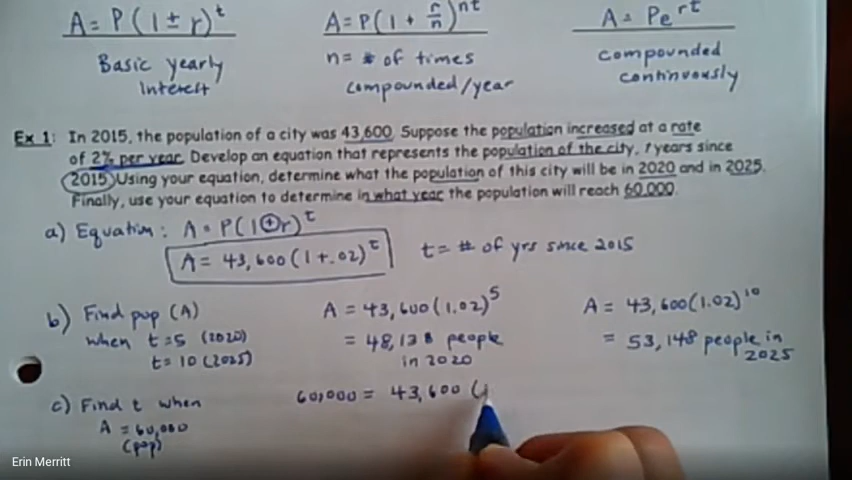 A = P(1 ± r)^t
Basic yearly
Interest
A = P(1 + r/n)^nt
n = # of times
compounded/year
A = Pe^rt
compounded
continuously
Ex 1: In 2015, the population of a city was 43,600. Suppose the population increased at a rate
of 2% per year. Develop an equation that represents the population of the city, t years since
2015. Using your equation, determine what the population of this city will be in 2020 and in 2025.
Finally, use your equation to determine in what year the population will reach 60,000.
a) Equation: A = P(1 + r)^t
A = 43,600(1+.02)^t
t = # of yrs since 2015
b) Find pop (A)
when t=5 (2020)
t=10 (2025)
A = 43,600(1.02)^5
= 48,138 people
in 2020
A = 43,600(1.02)^10
= 53,148 people in
2025
c) Find t when
A = 60,000
(pop)
60,000 = 43,600 (
Erin Merritt